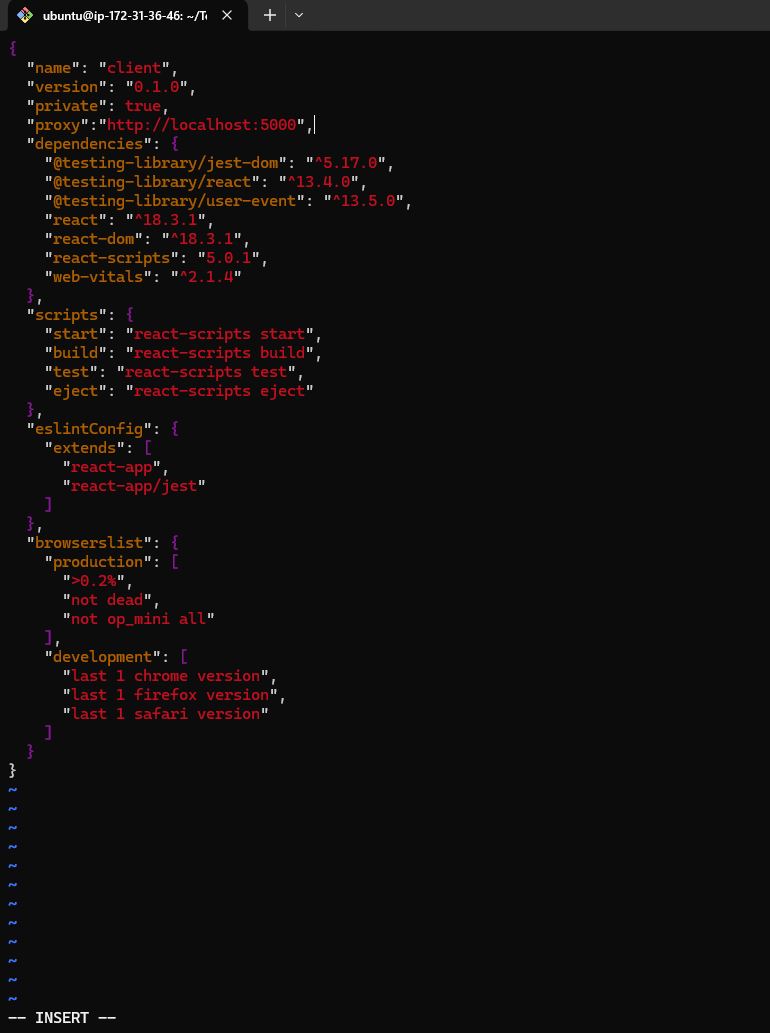 ubuntu@ip-172-31-36-46: ~/T
{
  "name": "client",
  "version": "0.1.0",
  "private": true,
  "proxy":"http://localhost:5000",
  "dependencies": {
    "@testing-library/jest-dom": "^5.17.0",
    "@testing-library/react": "^13.4.0",
    "@testing-library/user-event": "^13.5.0",
    "react": "^18.3.1",
    "react-dom": "^18.3.1",
    "react-scripts": "5.0.1",
    "web-vitals": "^2.1.4"
  },
  "scripts": {
    "start": "react-scripts start",
    "build": "react-scripts build",
    "test": "react-scripts test",
    "eject": "react-scripts eject"
  },
  "eslintConfig": {
    "extends": [
      "react-app",
      "react-app/jest"
    ]
  },
  "browserslist": {
    "production": [
      ">0.2%",
      "not dead",
      "not op_mini all"
    ],
    "development": [
      "last 1 chrome version",
      "last 1 firefox version",
      "last 1 safari version"
    ]
  }
}
~
~
~
~
~
~
~
~
~
~
~
~
-- INSERT --